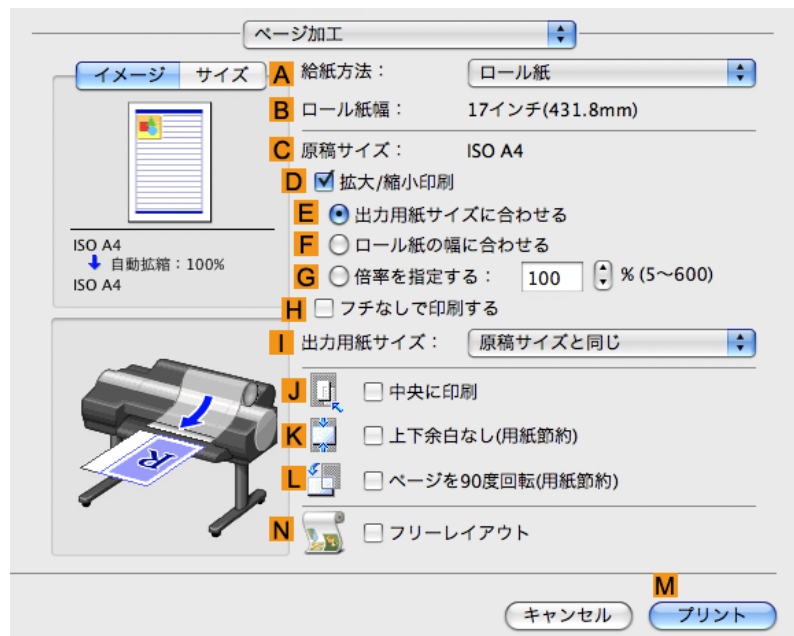 ページ加工
イメージ サイズ
A 給紙方法： ロール紙
B ロール紙幅： 17インチ(431.8mm)
C 原稿サイズ： ISO A4
D 拡大/縮小印刷
E 出力用紙サイズに合わせる
F ロール紙の幅に合わせる
G 倍率を指定する： 100 % (5～600)
H フチなしで印刷する
I 出力用紙サイズ： 原稿サイズと同じ
ISO A4
自動拡縮：100%
ISO A4
R
J 中央に印刷
K 上下余白なし(用紙節約)
L ページを90度回転(用紙節約)
N フリーレイアウト
M
キャンセル プリント